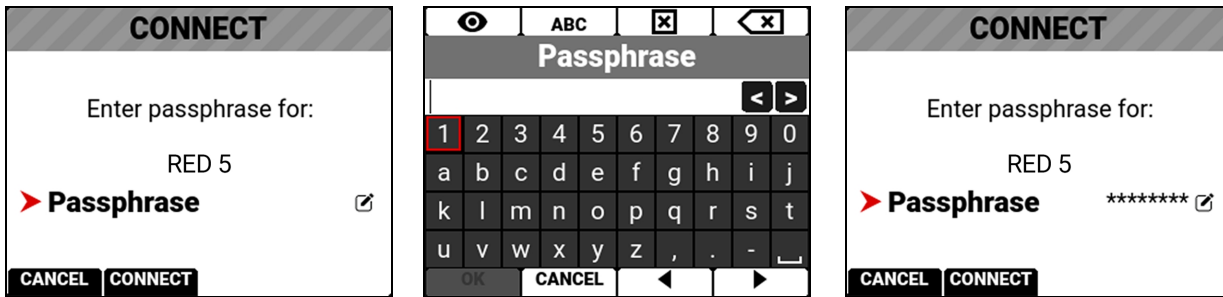 CONNECT
Enter passphrase for:
RED 5
Passphrase
CANCEL CONNECT
ABC
Passphrase
< >
1 2 3 4 5 6 7 8 9 0
a b c d e f g h i j
k l m n o p q r s t
u v w x y z , . -
OK CANCEL
CONNECT
Enter passphrase for:
RED 5
Passphrase ********
CANCEL CONNECT